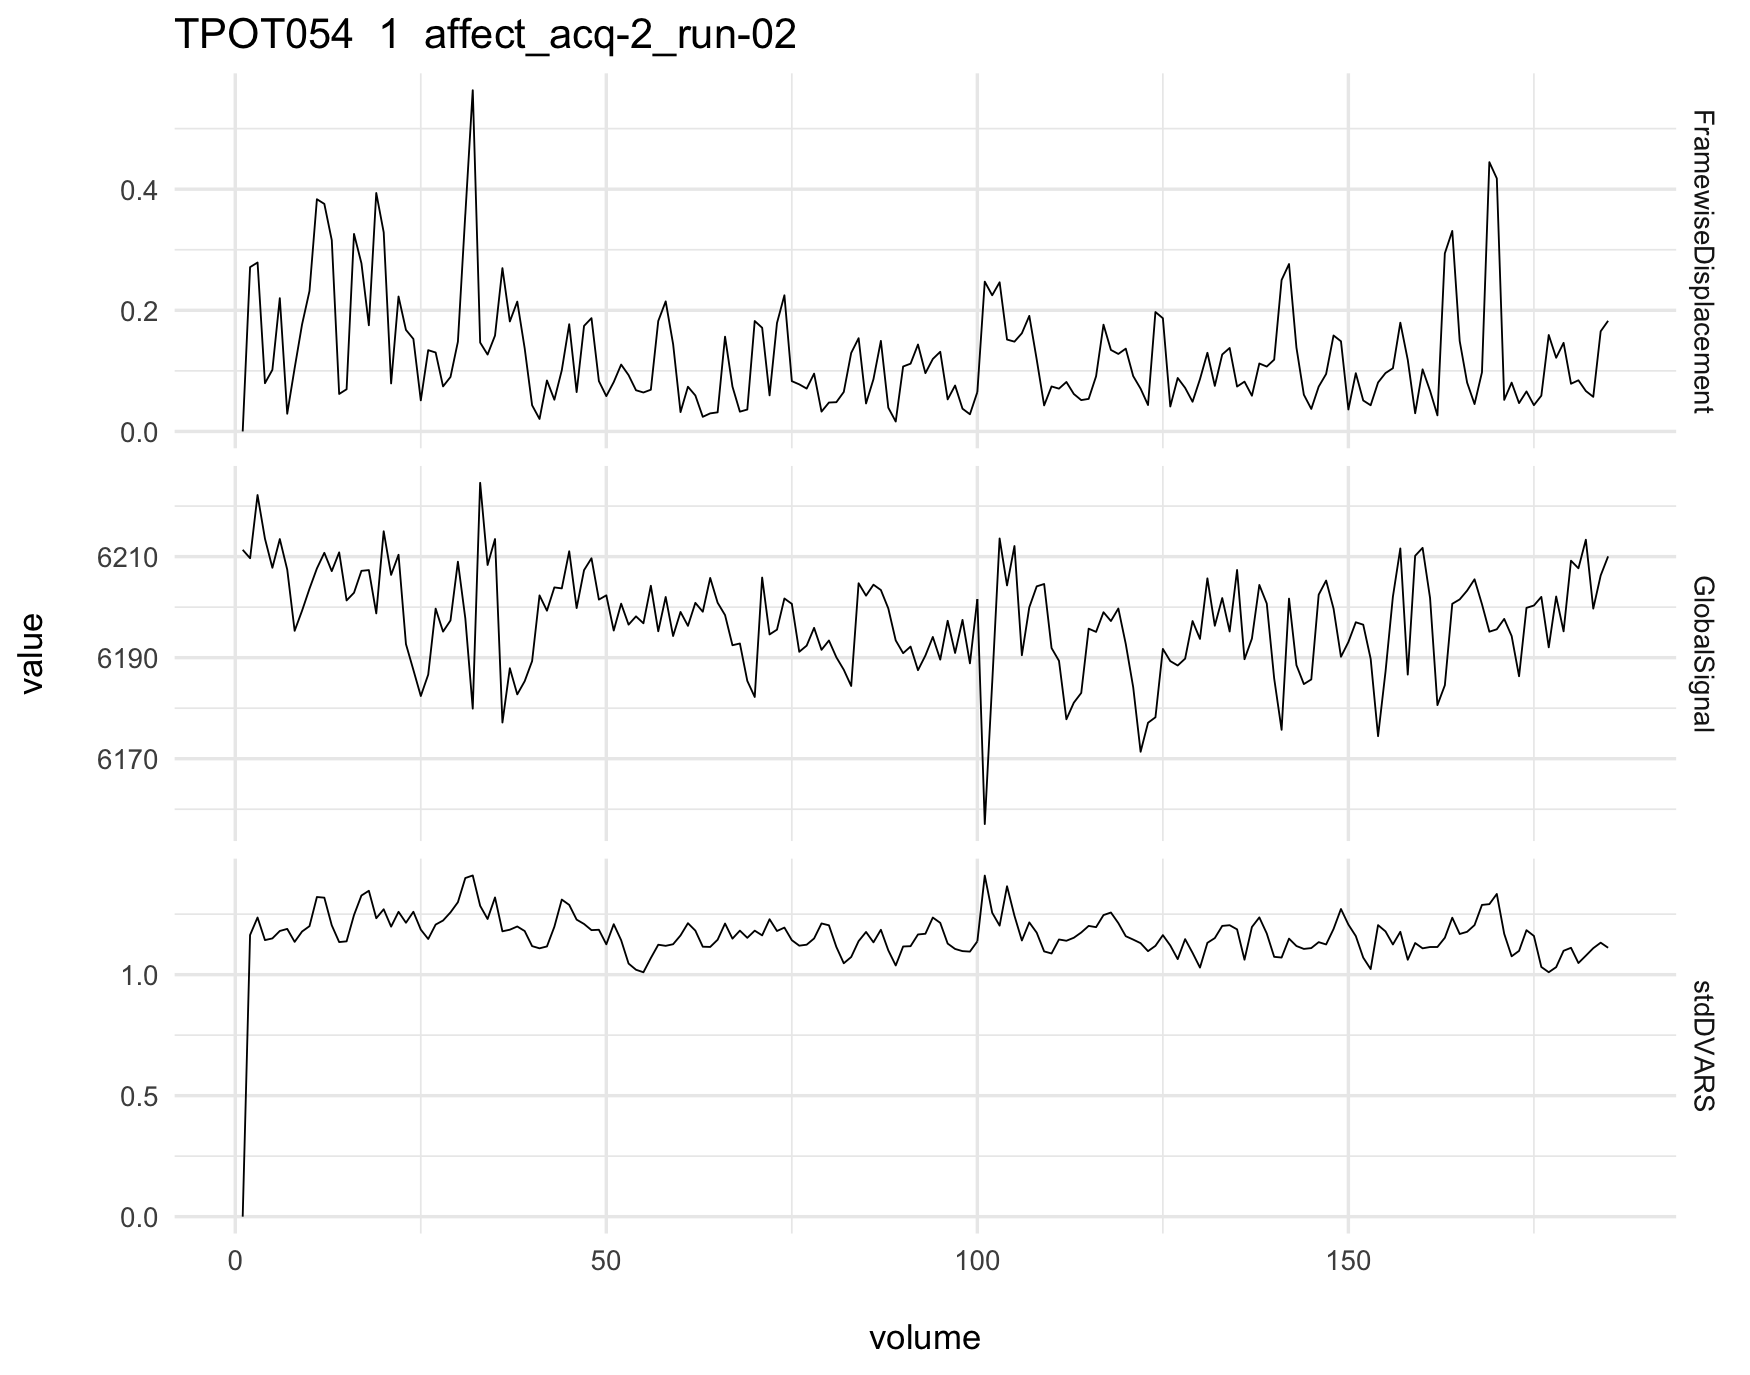 TPOT054 1 affect_acq-2_run-02
0.4
0.2
0.0
FramewiseDisplacement
6210
6190
6170
GlobalSignal
1.0
0.5
0.0
stdDVARS
value
0 50 100 150
volume